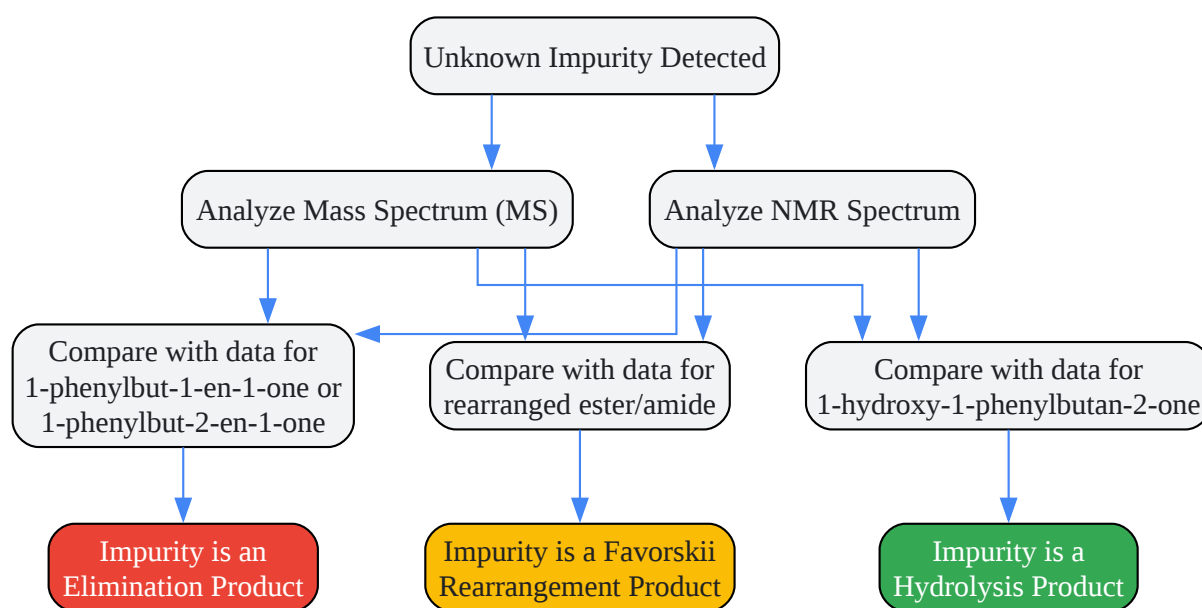 Unknown Impurity Detected
Analyze Mass Spectrum (MS)
Analyze NMR Spectrum
Compare with data for
1-phenylbut-1-en-1-one or
1-phenylbut-2-en-1-one
Compare with data for
rearranged ester/amide
Compare with data for
1-hydroxy-1-phenylbutan-2-one
Impurity is an
Elimination Product
Impurity is a Favorskii
Rearrangement Product
Impurity is a
Hydrolysis Product